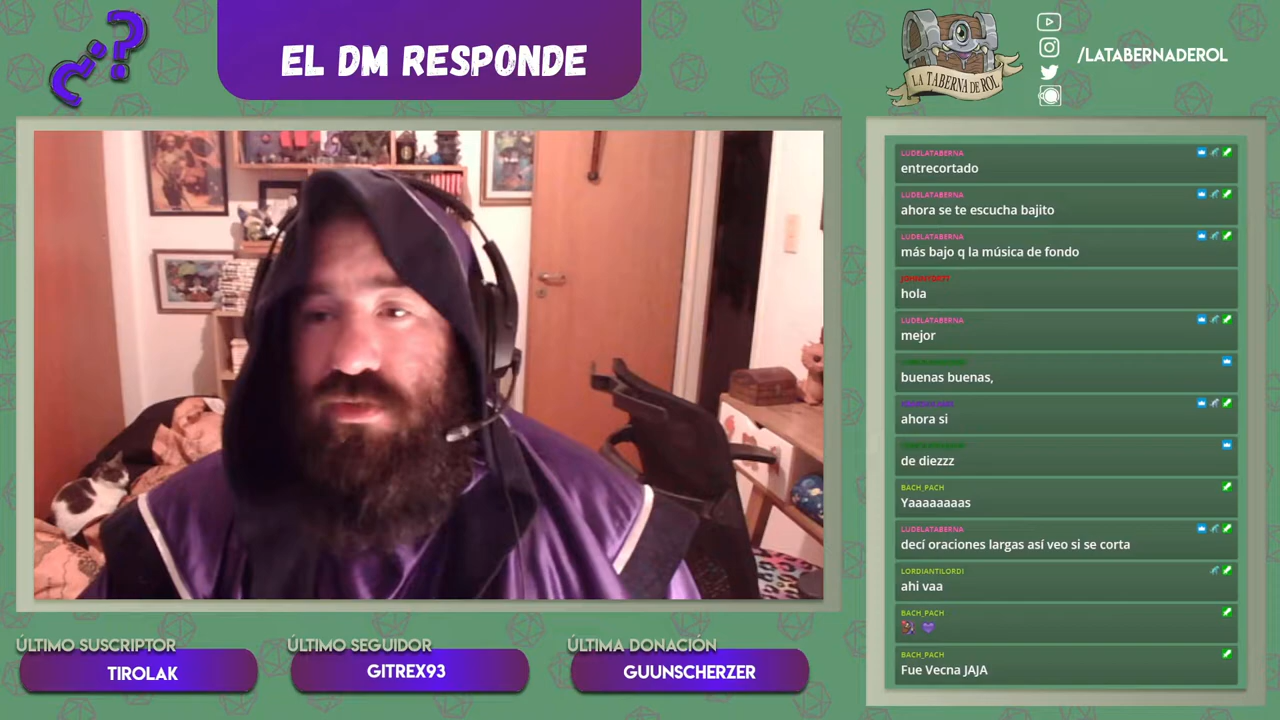 EL DM RESPONDE
LA TABERNA DE ROL
/LATABERNADEROL
LUDELATABERNA
entrecortado
LUDELATABERNA
ahora se te escucha bajito
LUDELATABERNA
más bajo q la música de fondo
hola
LUDELATABERNA
mejor
buenas buenas,
ahora si
de diezzz
BACH_PACH
Yaaaaaaaas
LUDELATABERNA
decí oraciones largas así veo si se corta
LORDIANTILORDI
ahi vaa
BACH_PACH
BACH_PACH
Fue Vecna JAJA
ÚLTIMO SUSCRIPTOR
TIROLAK
ÚLTIMO SEGUIDOR
GITREX93
ÚLTIMA DONACIÓN
GUUNSCHERZER